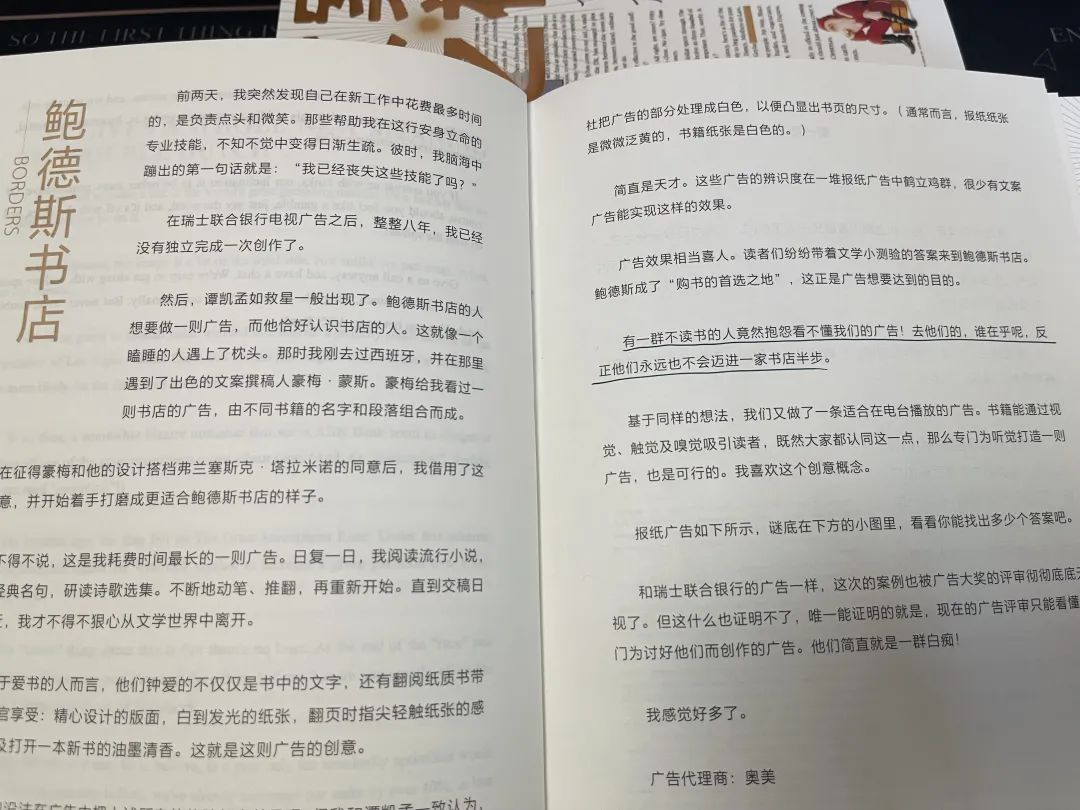 SO THE FIRST THING
鲍德斯书店
BORDERS
前两天，我突然发现自己在新工作中花费最多时间
的，是负责点头和微笑。那些帮助我在这行安身立命的
专业技能，不知不觉中变得日渐生疏。彼时，我脑海中
蹦出的第一句话就是：“我已经丧失这些技能了吗？”
在瑞士联合银行电视广告之后，整整八年，我已经
没有独立完成一次创作了。
然后，谭凯孟如救星一般出现了。鲍德斯书店的人
想要做一则广告，而他恰好认识书店的人。这就像一个
瞌睡的人遇上了枕头。那时我刚去过西班牙，并在那里
遇到了出色的文案撰稿人豪梅·蒙斯。豪梅给我看过一
则书店的广告，由不同书籍的名字和段落组合而成。
在征得豪梅和他的设计搭档弗兰塞斯克·塔拉米诺的同意后，我借用了这
意，并开始着手打磨成更适合鲍德斯书店的样子。
不得不说，这是我耗费时间最长的一则广告。日复一日，我阅读流行小说，
经典名句，研读诗歌选集。不断地动笔、推翻，再重新开始。直到交稿日
，我才不得不狠心从文学世界中离开。
于爱书的人而言，他们钟爱的不仅仅是书中的文字，还有翻阅纸质书带
官享受：精心设计的版面，白到发光的纸张，翻页时指尖轻触纸张的感
及打开一本新书的油墨清香。这就是这则广告的创意。
社把广告的部分处理成白色，以便凸显出书页的尺寸。（通常而言，报纸纸张
是微微泛黄的，书籍纸张是白色的。）
简直是天才。这些广告的辨识度在一堆报纸广告中鹤立鸡群，很少有文案
广告能实现这样的效果。
广告效果相当喜人。读者们纷纷带着文学小测验的答案来到鲍德斯书店。
鲍德斯成了“购书的首选之地”，这正是广告想要达到的目的。
有一群不读书的人竟然抱怨看不懂我们的广告！去他们的，谁在乎呢，反
正他们永远也不会迈进一家书店半步。
基于同样的想法，我们又做了一条适合在电台播放的广告。书籍能通过视
觉、触觉及嗅觉吸引读者，既然大家都认同这一点，那么专门为听觉打造一则
广告，也是可行的。我喜欢这个创意概念。
报纸广告如下所示，谜底在下方的小图里，看看你能找出多少个答案吧。
和瑞士联合银行的广告一样，这次的案例也被广告大奖的评审彻彻底底无
视了。但这什么也证明不了，唯一能证明的就是，现在的广告评审只能看懂
门为讨好他们而创作的广告。他们简直就是一群白痴！
我感觉好多了。
广告代理商：奥美